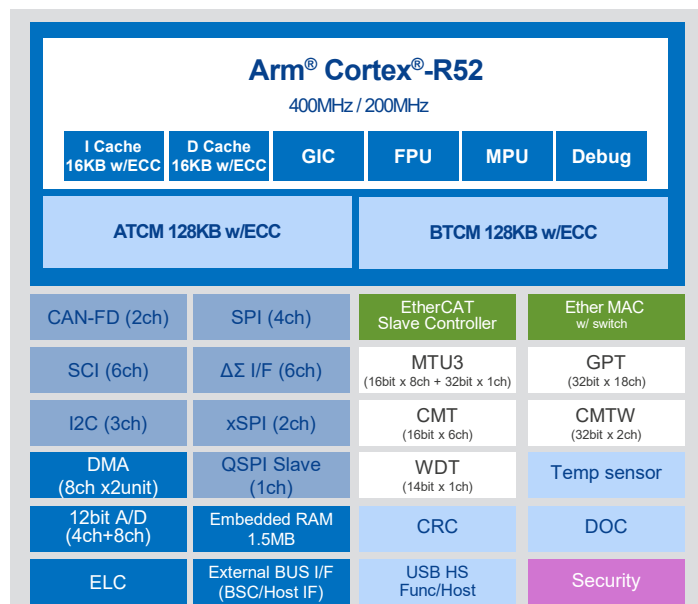 Arm® Cortex®-R52
400MHz / 200MHz
I Cache
16KB w/ECC
D Cache
16KB w/ECC
GIC
FPU
MPU
Debug
ATCM 128KB w/ECC
BTCM 128KB w/ECC
CAN-FD (2ch)
SPI (4ch)
EtherCAT
Slave Controller
Ether MAC
w/ switch
SCI (6ch)
ΔΣ I/F (6ch)
MTU3
(16bit x 8ch + 32bit x 1ch)
GPT
(32bit x 18ch)
I2C (3ch)
xSPI (2ch)
CMT
(16bit x 6ch)
CMTW
(32bit x 2ch)
DMA
(8ch x2unit)
QSPI Slave
(1ch)
WDT
(14bit x 1ch)
Temp sensor
12bit A/D
(4ch+8ch)
Embedded RAM
1.5MB
CRC
DOC
ELC
External BUS I/F
(BSC/Host IF)
USB HS
Func/Host
Security